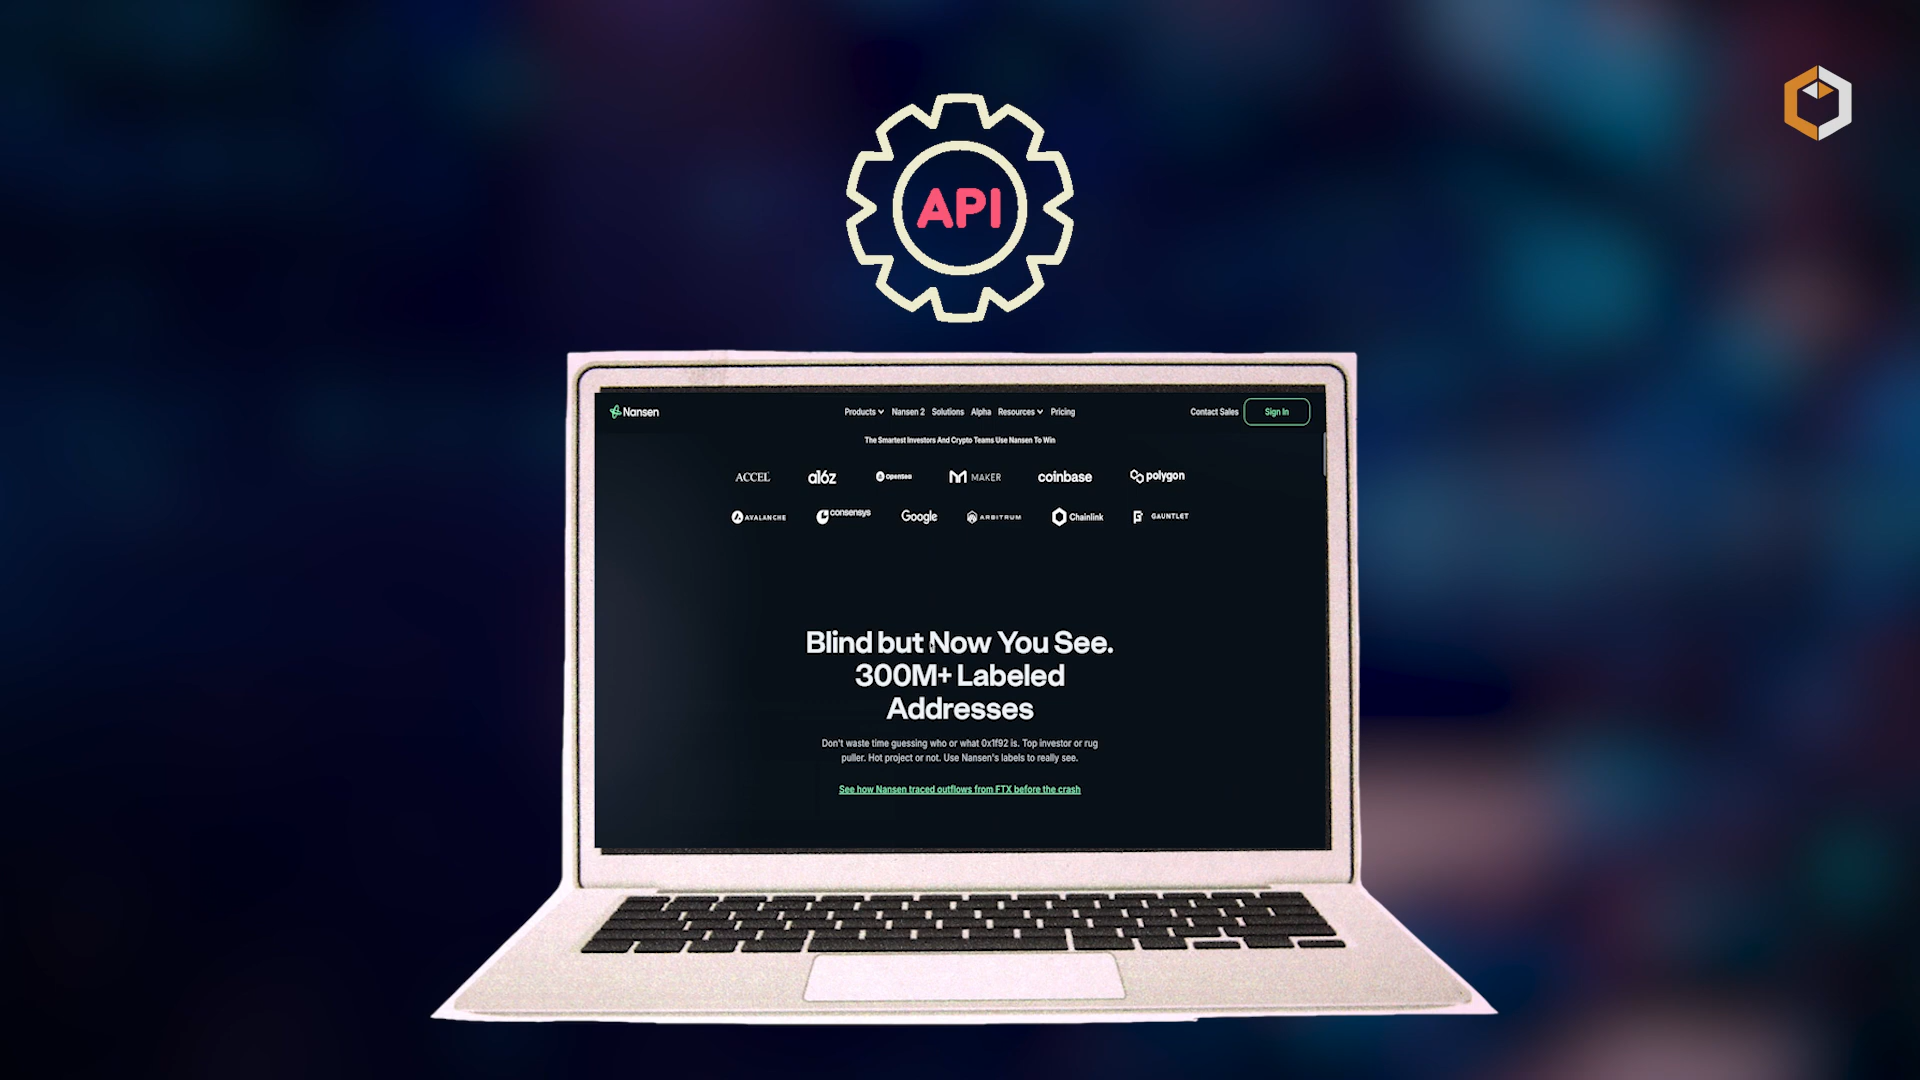 API
Nansen
Products Nansen 2 Solutions Alpha Resources Pricing
Contact Sales Sign In
The Smartest Investors And Crypto Teams Use Nansen To Win
ACCEL a16z OpenSea MAKER coinbase polygon
AVALANCHE consensys Google ARBITRUM Chainlink GAUNTLET
Blind but Now You See.
300M+ Labeled
Addresses
Don't waste time guessing who or what 0x1f92 is. Top investor or rug
puller. Hot project or not. Use Nansen's labels to really see.
See how Nansen traced outflows from FTX before the crash